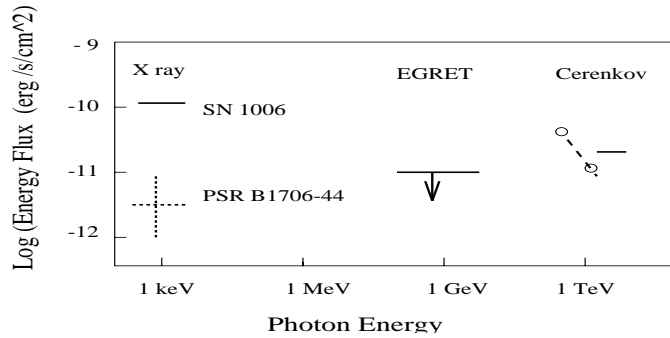 Log (Energy Flux (erg/s/cm^2)
- 9
X ray
EGRET
Cerenkov
-10
SN 1006
-11
PSR B1706-44
-12
1 keV
1 MeV
1 GeV
1 TeV
Photon Energy